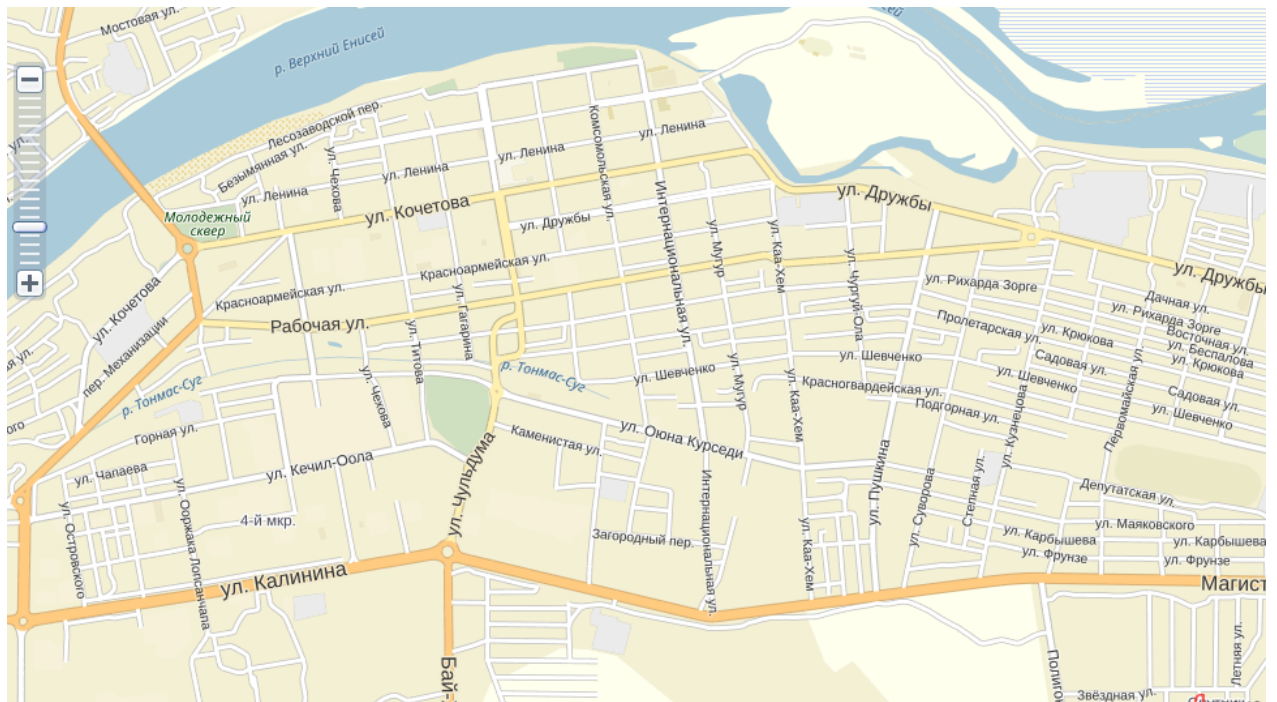 Мостовая ул.
р. Верхний Енисей
Енисей
Лесозаводской пер.
Безымянная ул.
ул. Чехова
ул. Ленина
ул. Ленина
ул. Ленина
ул. Ленина
Комсомольская ул.
Молодежный
сквер
ул. Кочетова
ул. Дружбы
Интернациональная ул.
ул. Мугур
ул. Каа-Хем
ул. Чургуй-Оола
ул. Дружбы
ул. Дружбы
Красноармейская ул.
Красноармейская ул.
ул. Кочетова
Рабочая ул.
ул. Гагарина
ул. Титова
ул. Рихарда Зорге
Дачная ул.
ул. Рихарда Зорге
Восточная ул.
ул. Беспалова
ул. Крюкова
Пролетарская ул.
ул. Крюкова
Садовая ул.
Садовая ул.
пер. Механизации
р. Тонмас-Суг
р. Тонмас-Суг
ул. Чехова
ул. Шевченко
ул. Шевченко
ул. Шевченко
ул. Шевченко
ул. Мугур
ул. Каа-Хем
Красногвардейская ул.
Подгорная ул.
ул. Кузнецова
Первомайская ул.
Горная ул.
ул. Чапаева
ул. Кечил-Оола
ул. Чульдума
Каменистая ул.
ул. Оюна Курседи
ул. Островского
ул. Ооржака Лопсанчапа
4-й мкр.
Загородный пер.
Интернациональная ул.
ул. Каа-Хем
ул. Пушкина
ул. Суворова
Степная ул.
Депутатская ул.
ул. Маяковского
ул. Карбышева
ул. Карбышева
ул. Фрунзе
ул. Фрунзе
ул. Калинина
Магист
Бай-
Полигон
Летняя ул.
Звёздная ул.